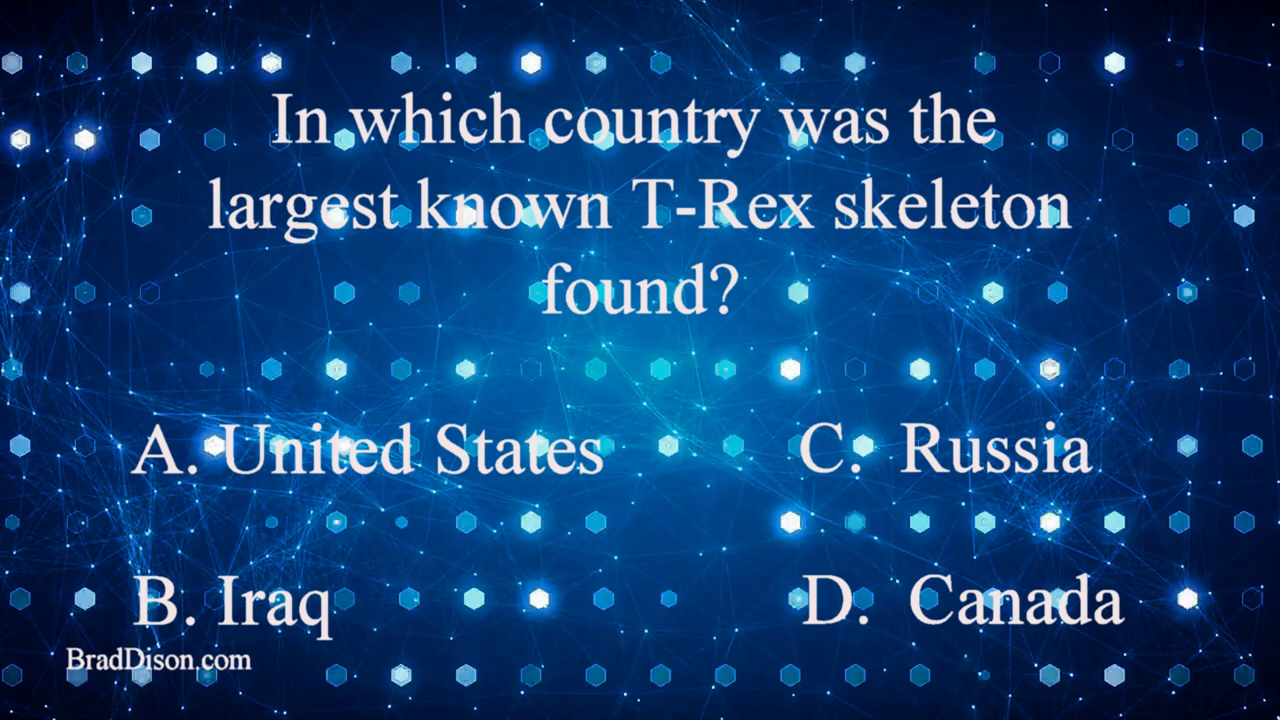 In which country was the
largest known T-Rex skeleton
found?
A. United States
B. Iraq
C. Russia
D. Canada
BradDison.com